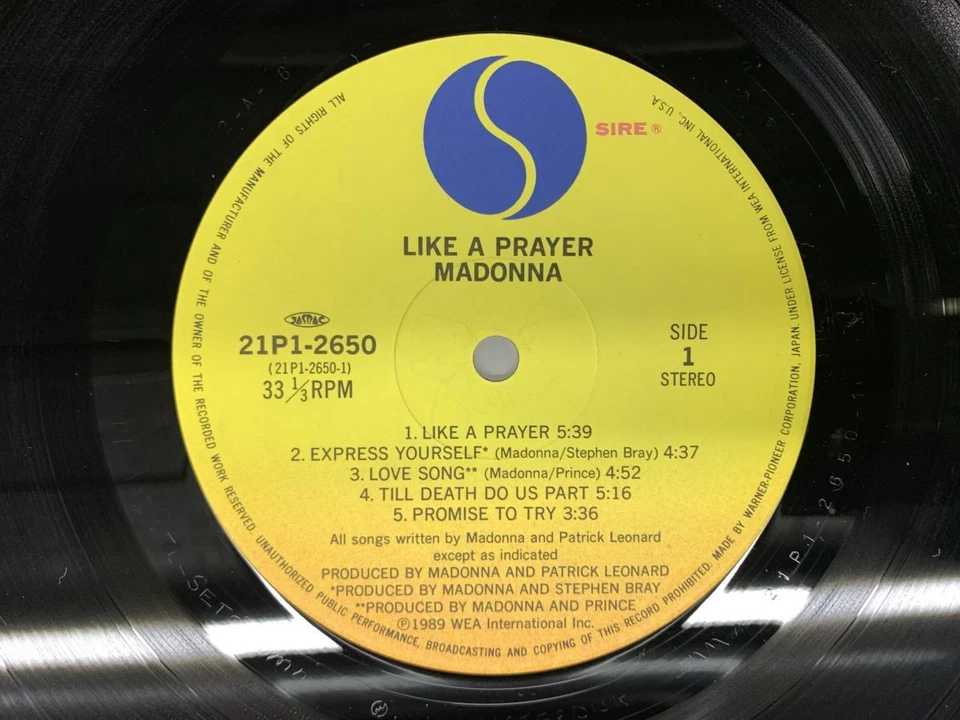 SIRE®
LIKE A PRAYER
MADONNA
JASRAC
21P1-2650
(21P1-2650-1)
33 1/3 RPM
SIDE
1
STEREO
1. LIKE A PRAYER 5:39
2. EXPRESS YOURSELF* (Madonna/Stephen Bray) 4:37
3. LOVE SONG** (Madonna/Prince) 4:52
4. TILL DEATH DO US PART 5:16
5. PROMISE TO TRY 3:36
All songs written by Madonna and Patrick Leonard
except as indicated
PRODUCED BY MADONNA AND PATRICK LEONARD
*PRODUCED BY MADONNA AND STEPHEN BRAY
**PRODUCED BY MADONNA AND PRINCE
℗1989 WEA International Inc.
ALL RIGHTS OF THE MANUFACTURER AND OF THE OWNER OF THE RECORDED WORK RESERVED. UNAUTHORIZED PUBLIC PERFORMANCE, BROADCASTING AND COPYING OF THIS RECORD PROHIBITED. MADE BY WARNER-PIONEER CORPORATION, JAPAN. UNDER LICENSE FROM WEA INTERNATIONAL INC., U.S.A.